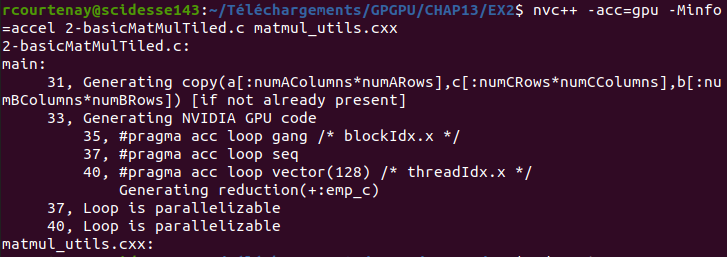 rcourtenay@scidesse143:~/Téléchargements/GPGPU/CHAP13/EX2$ nvc++ -acc=gpu -Minfo
=accel 2-basicMatMulTiled.c matmul_utils.cxx
2-basicMatMulTiled.c:
main:
31, Generating copy(a[:numAColumns*numARows],c[:numCRows*numCColumns],b[:nu
mBColumns*numBRows]) [if not already present]
33, Generating NVIDIA GPU code
35, #pragma acc loop gang /* blockIdx.x */
37, #pragma acc loop seq
40, #pragma acc loop vector(128) /* threadIdx.x */
Generating reduction(+:emp_c)
37, Loop is parallelizable
40, Loop is parallelizable
matmul_utils.cxx: